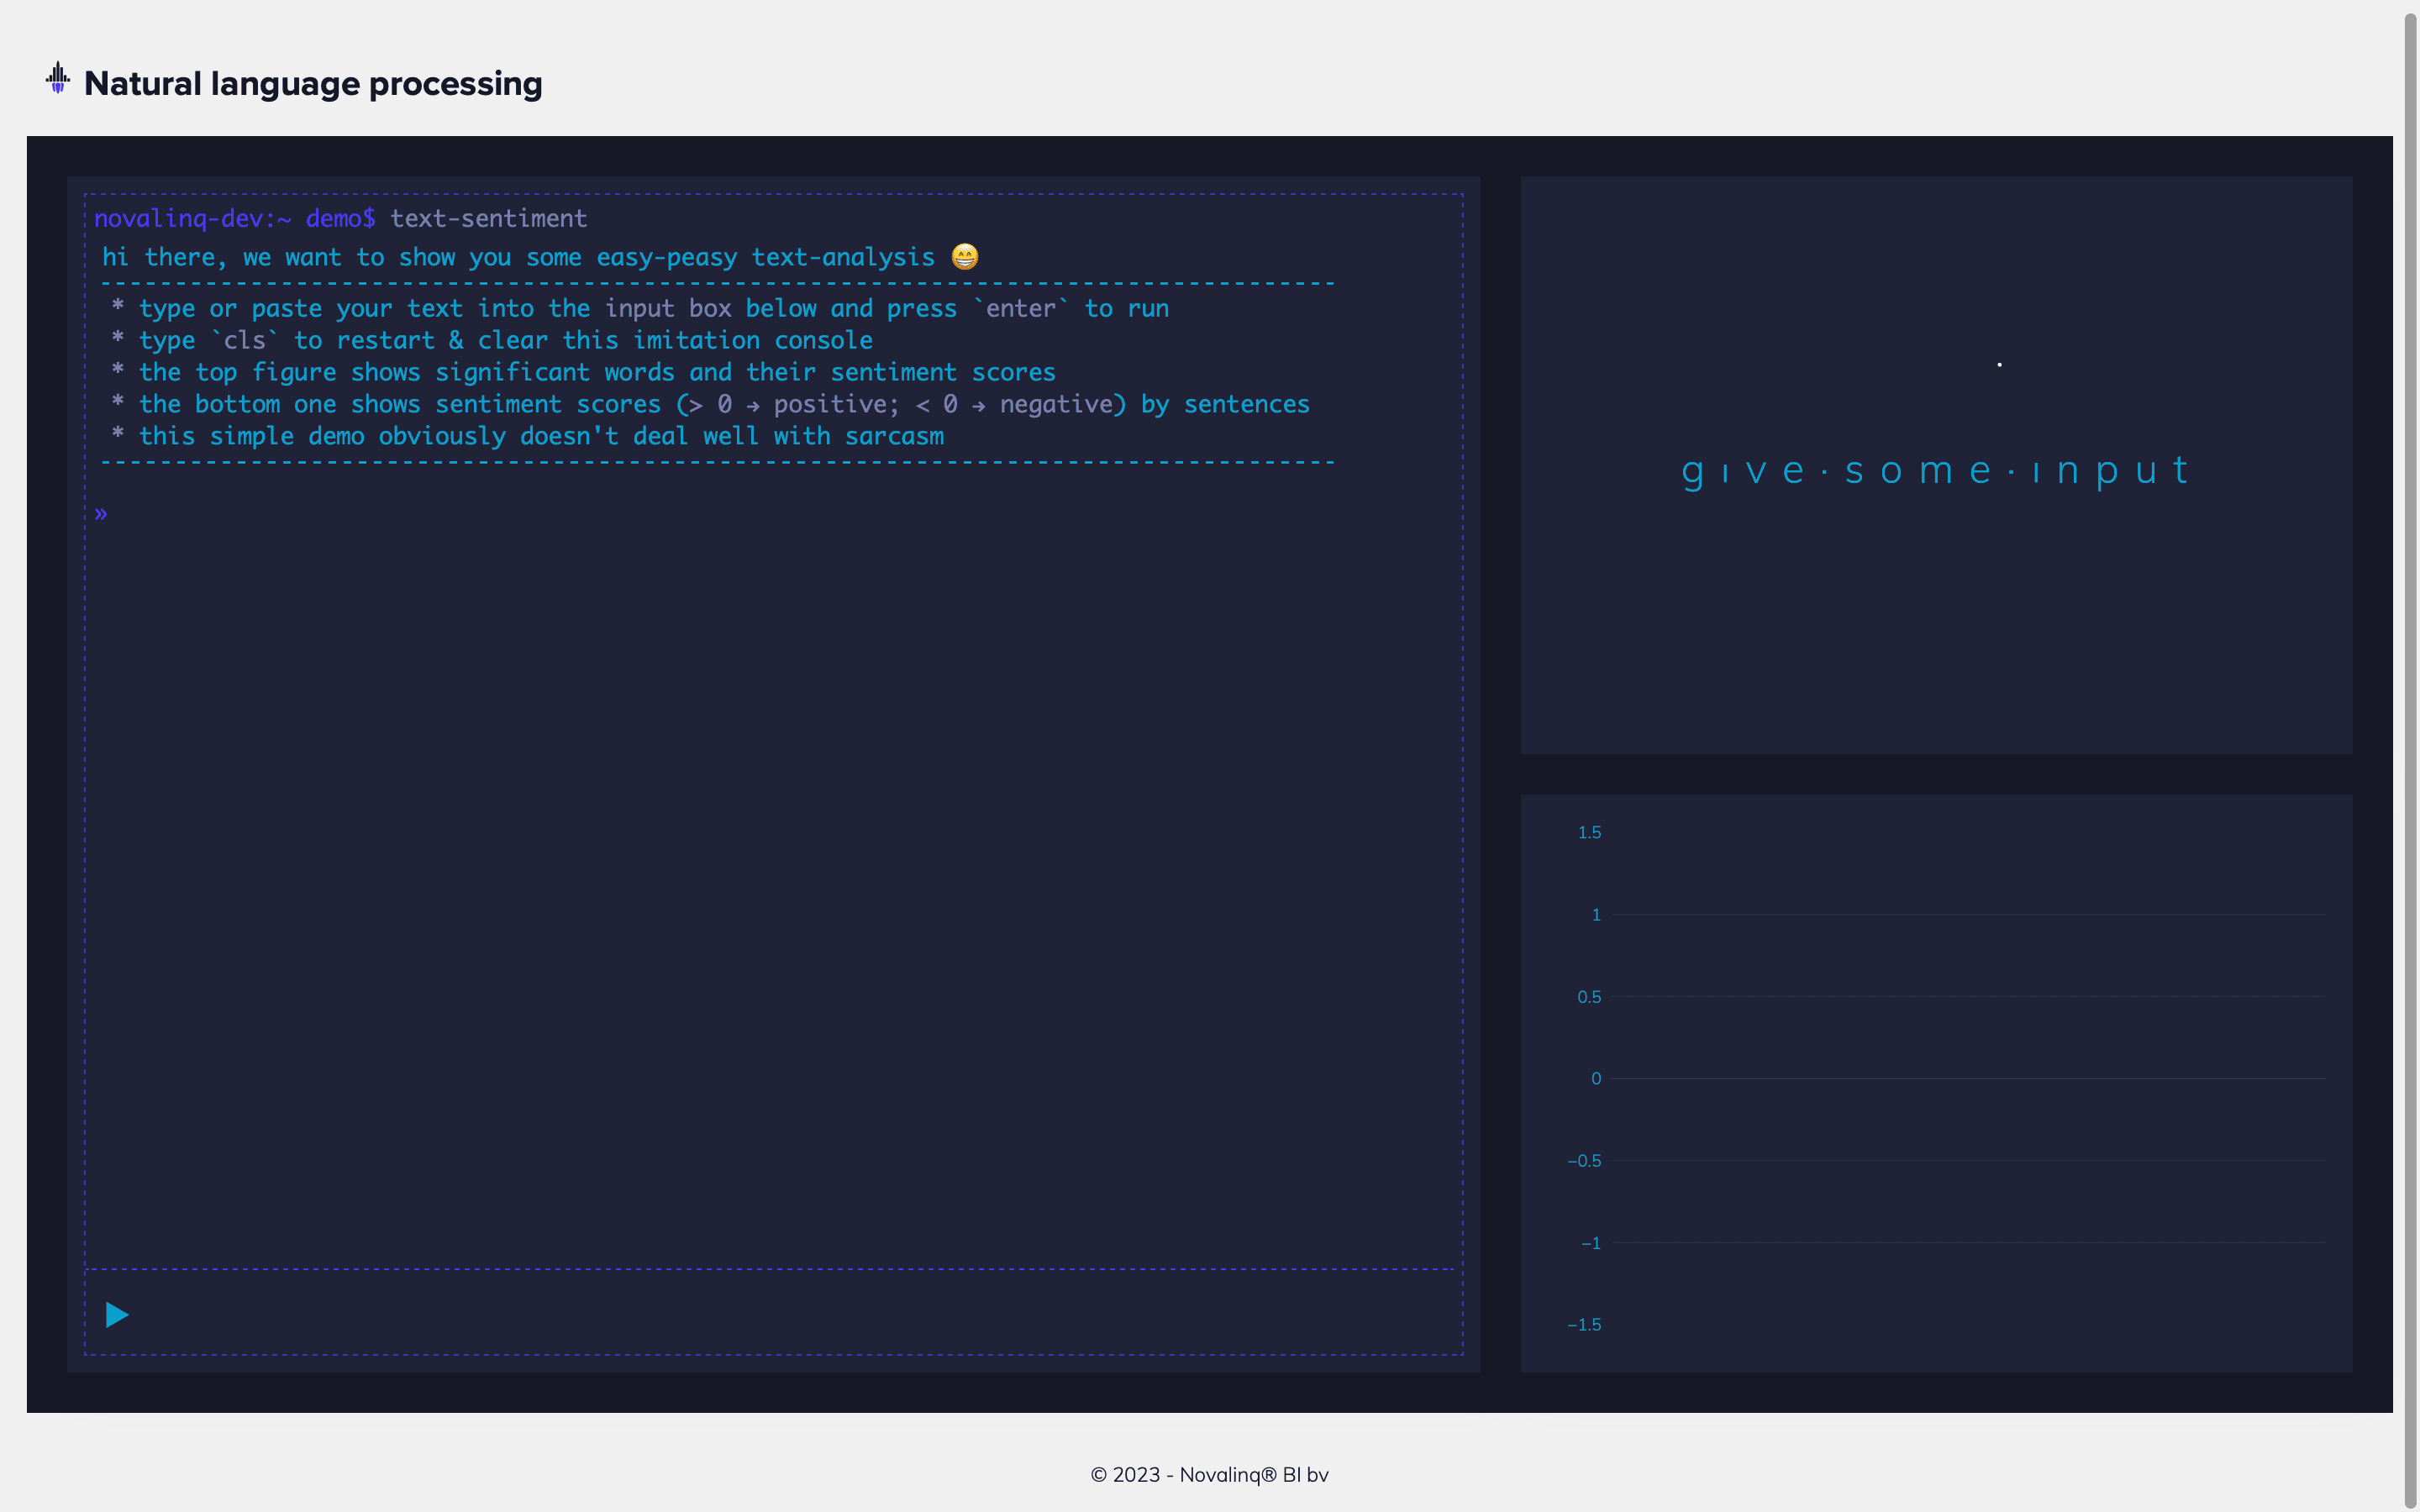 Natural language processing
novalinq-dev:~ demo$ text-sentiment
hi there, we want to show you some easy-peasy text-analysis 😁
* type or paste your text into the input box below and press `enter` to run
* type `cls` to restart & clear this imitation console
* the top figure shows significant words and their sentiment scores
* the bottom one shows sentiment scores (> 0 → positive; < 0 → negative) by sentences
* this simple demo obviously doesn't deal well with sarcasm
»
gıve·some·ınput
1.5
1
0.5
0
−0.5
−1
−1.5
© 2023 - Novalinq® BI bv